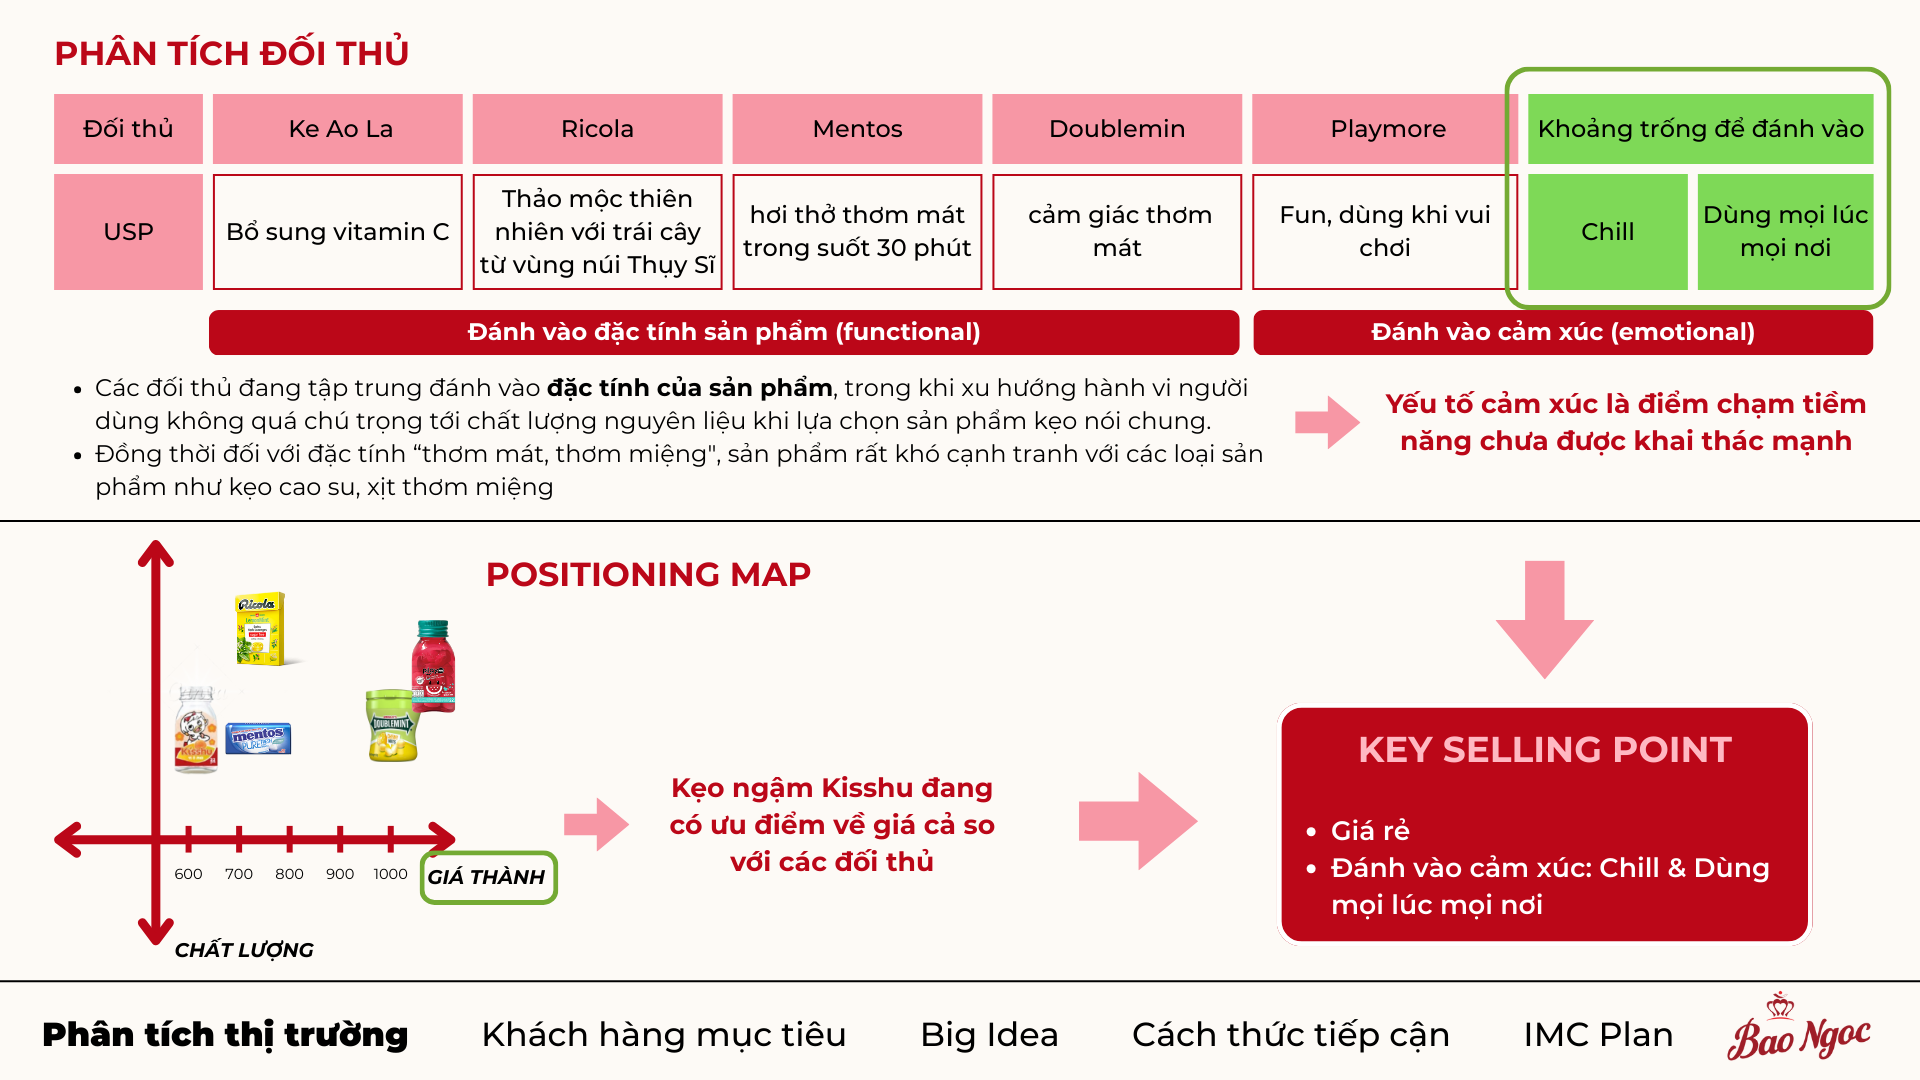 PHÂN TÍCH ĐỐI THỦ
Đối thủ
Ke Ao La
Ricola
Mentos
Doublemin
Playmore
Khoảng trống để đánh vào
USP
Bổ sung vitamin C
Thảo mộc thiên
nhiên với trái cây
từ vùng núi Thụy Sĩ
hơi thở thơm mát
trong suốt 30 phút
cảm giác thơm
mát
Fun, dùng khi vui
chơi
Chill
Dùng mọi lúc
mọi nơi
Đánh vào đặc tính sản phẩm (functional)
Đánh vào cảm xúc (emotional)
• Các đối thủ đang tập trung đánh vào đặc tính của sản phẩm, trong khi xu hướng hành vi người
dùng không quá chú trọng tới chất lượng nguyên liệu khi lựa chọn sản phẩm kẹo nói chung.
• Đồng thời đối với đặc tính “thơm mát, thơm miệng", sản phẩm rất khó cạnh tranh với các loại sản
phẩm như kẹo cao su, xịt thơm miệng
Yếu tố cảm xúc là điểm chạm tiềm
năng chưa được khai thác mạnh
POSITIONING MAP
Ricola
Kisshu
mentos
PURE
DOUBLEMINT
600
700
800
900
1000
GIÁ THÀNH
CHẤT LƯỢNG
Kẹo ngậm Kisshu đang
có ưu điểm về giá cả so
với các đối thủ
KEY SELLING POINT
• Giá rẻ
• Đánh vào cảm xúc: Chill & Dùng
mọi lúc mọi nơi
Phân tích thị trường
Khách hàng mục tiêu
Big Idea
Cách thức tiếp cận
IMC Plan
Bao Ngoc